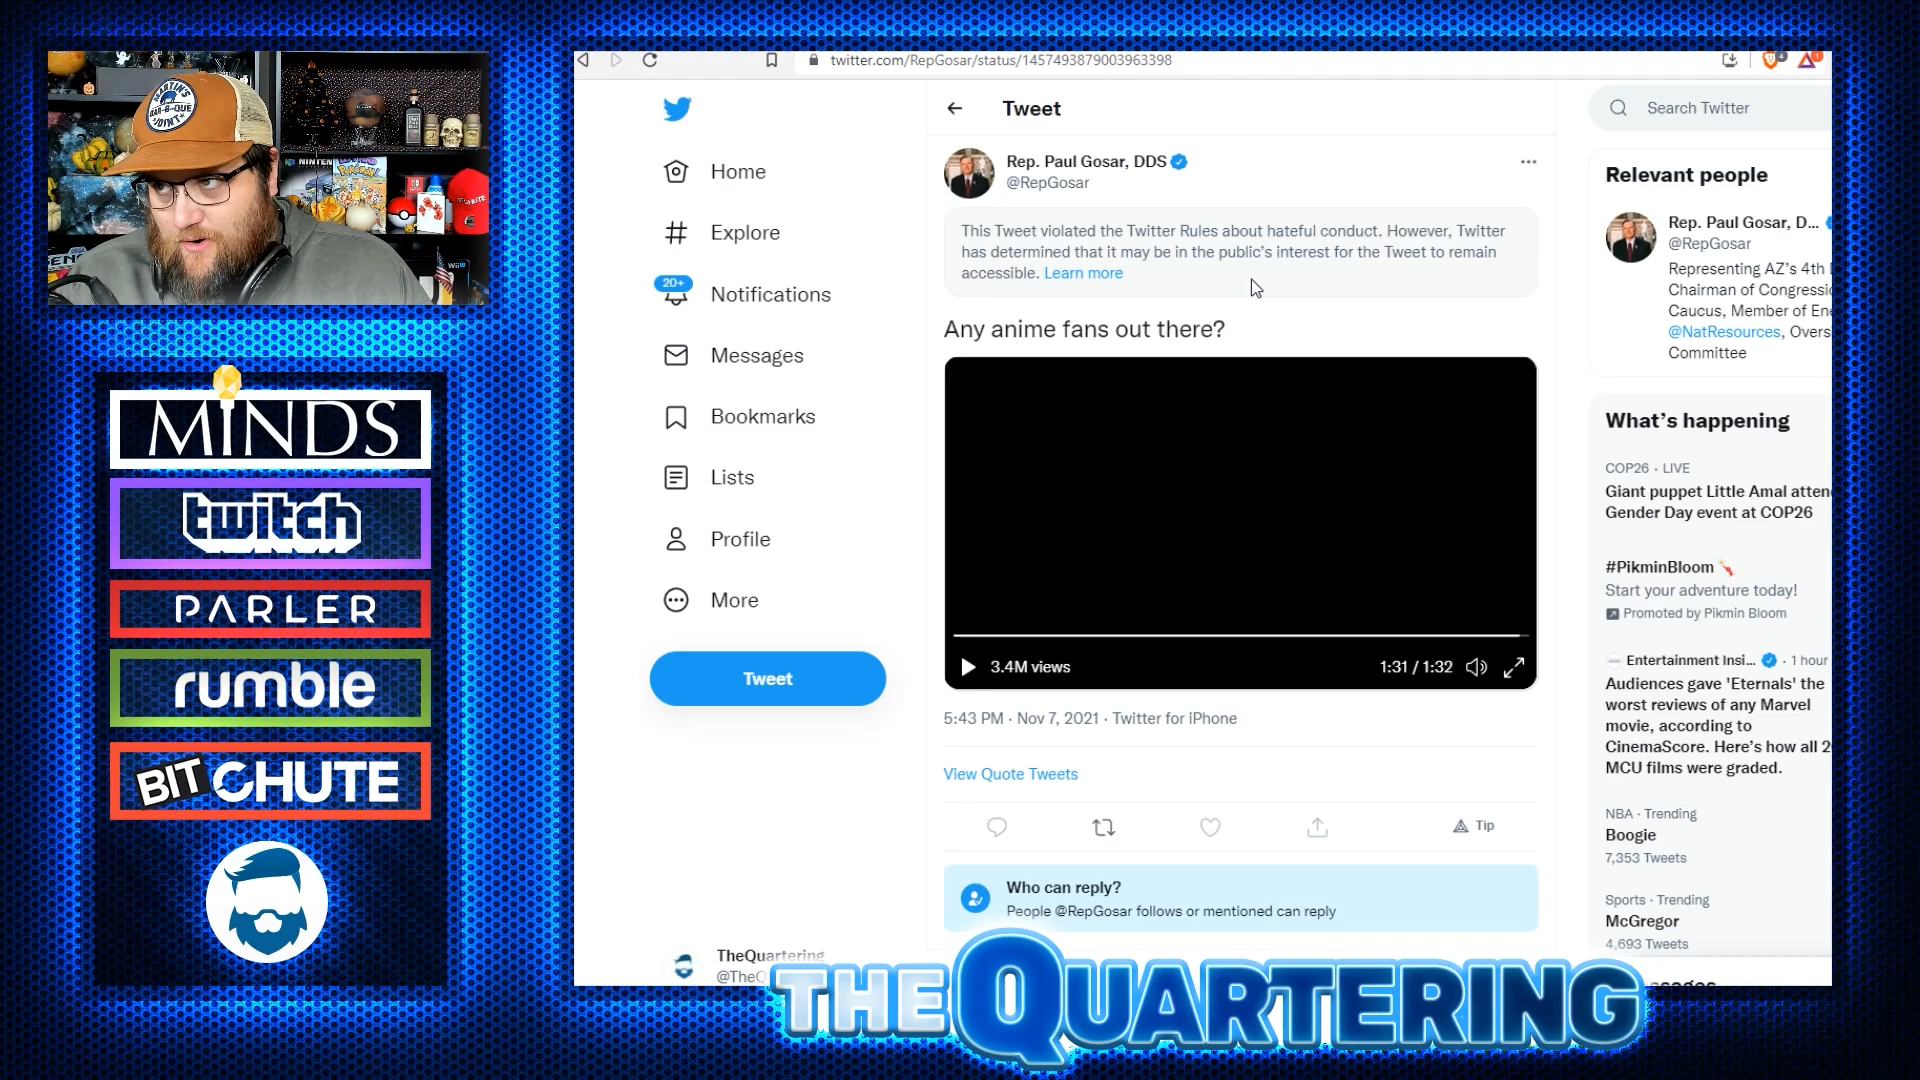 MARTIN'S
BAR-B-QUE
JOINT
NINTEN
Wii
MINDS
twitch
PARLER
rumble
BITCHUTE
twitter.com/RepGosar/status/1457493879003963398
Home
Explore
20+
Notifications
Messages
Bookmarks
Lists
Profile
More
Tweet
TheQuartering
@TheQ
Tweet
Rep. Paul Gosar, DDS
@RepGosar
This Tweet violated the Twitter Rules about hateful conduct. However, Twitter
has determined that it may be in the public's interest for the Tweet to remain
accessible. Learn more
Any anime fans out there?
3.4M views
1:31 / 1:32
5:43 PM · Nov 7, 2021 · Twitter for iPhone
View Quote Tweets
Tip
Who can reply?
People @RepGosar follows or mentioned can reply
Search Twitter
Relevant people
Rep. Paul Gosar, D...
@RepGosar
Representing AZ's 4th
Chairman of Congressi
Caucus, Member of En
@NatResources, Overs
Committee
What's happening
COP26 · LIVE
Giant puppet Little Amal atten
Gender Day event at COP26
#PikminBloom
Start your adventure today!
Promoted by Pikmin Bloom
Entertainment Insi... · 1 hour
Audiences gave 'Eternals' the
worst reviews of any Marvel
movie, according to
CinemaScore. Here's how all 2
MCU films were graded.
NBA · Trending
Boogie
7,353 Tweets
Sports · Trending
McGregor
4,693 Tweets
THE QUARTERING